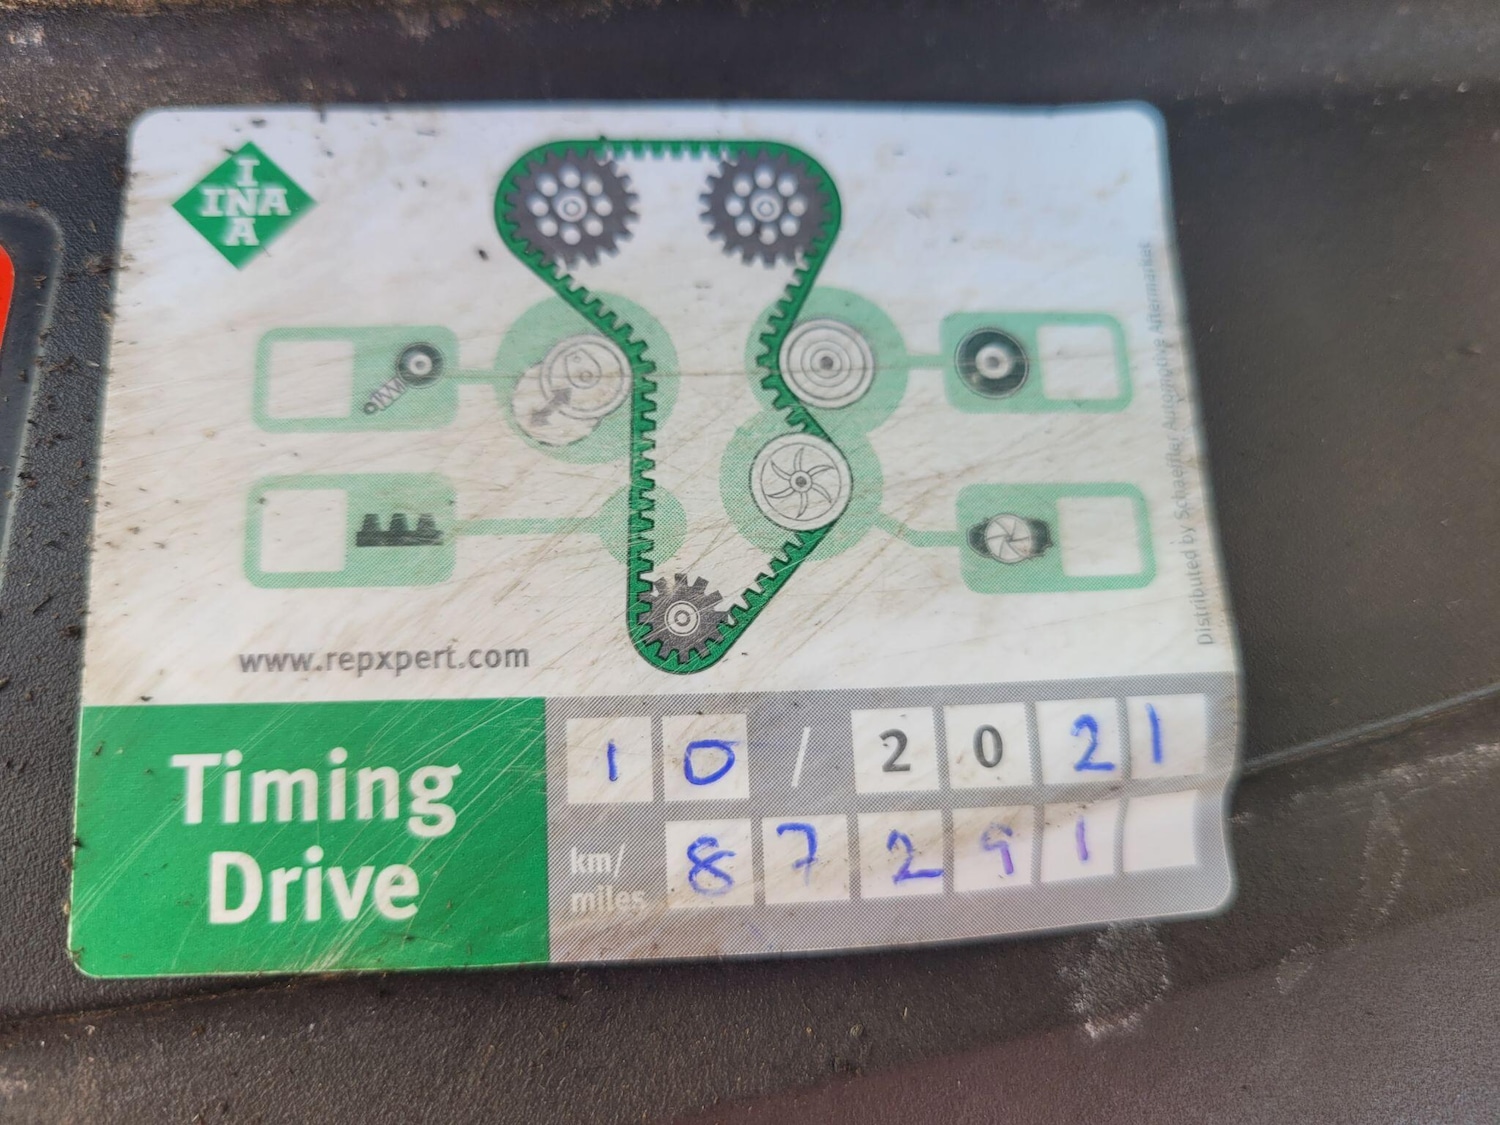 I
INA
A
Distributed by Schaeffler Automotive Aftermarket
www.repxpert.com
Timing
Drive
10 / 2021
km/
miles
87291